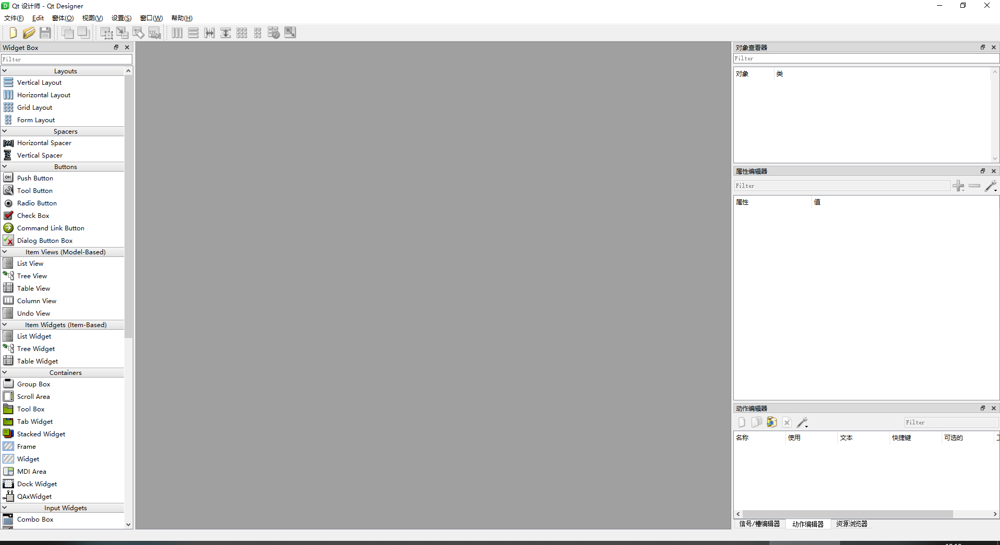 Qt 设计师 - Qt Designer
文件(F) Edit 窗体(O) 视图(V) 设置(S) 窗口(W) 帮助(H)
Widget Box
Filter
Layouts
Vertical Layout
Horizontal Layout
Grid Layout
Form Layout
Spacers
Horizontal Spacer
Vertical Spacer
Buttons
Push Button
Tool Button
Radio Button
Check Box
Command Link Button
Dialog Button Box
Item Views (Model-Based)
List View
Tree View
Table View
Column View
Undo View
Item Widgets (Item-Based)
List Widget
Tree Widget
Table Widget
Containers
Group Box
Scroll Area
Tool Box
Tab Widget
Stacked Widget
Frame
Widget
MDI Area
Dock Widget
QAxWidget
Input Widgets
Combo Box
对象查看器
Filter
对象 类
属性编辑器
Filter
属性 值
动作编辑器
Filter
名称 使用 文本 快捷键 可选的
信号/槽编辑器 动作编辑器 资源浏览器